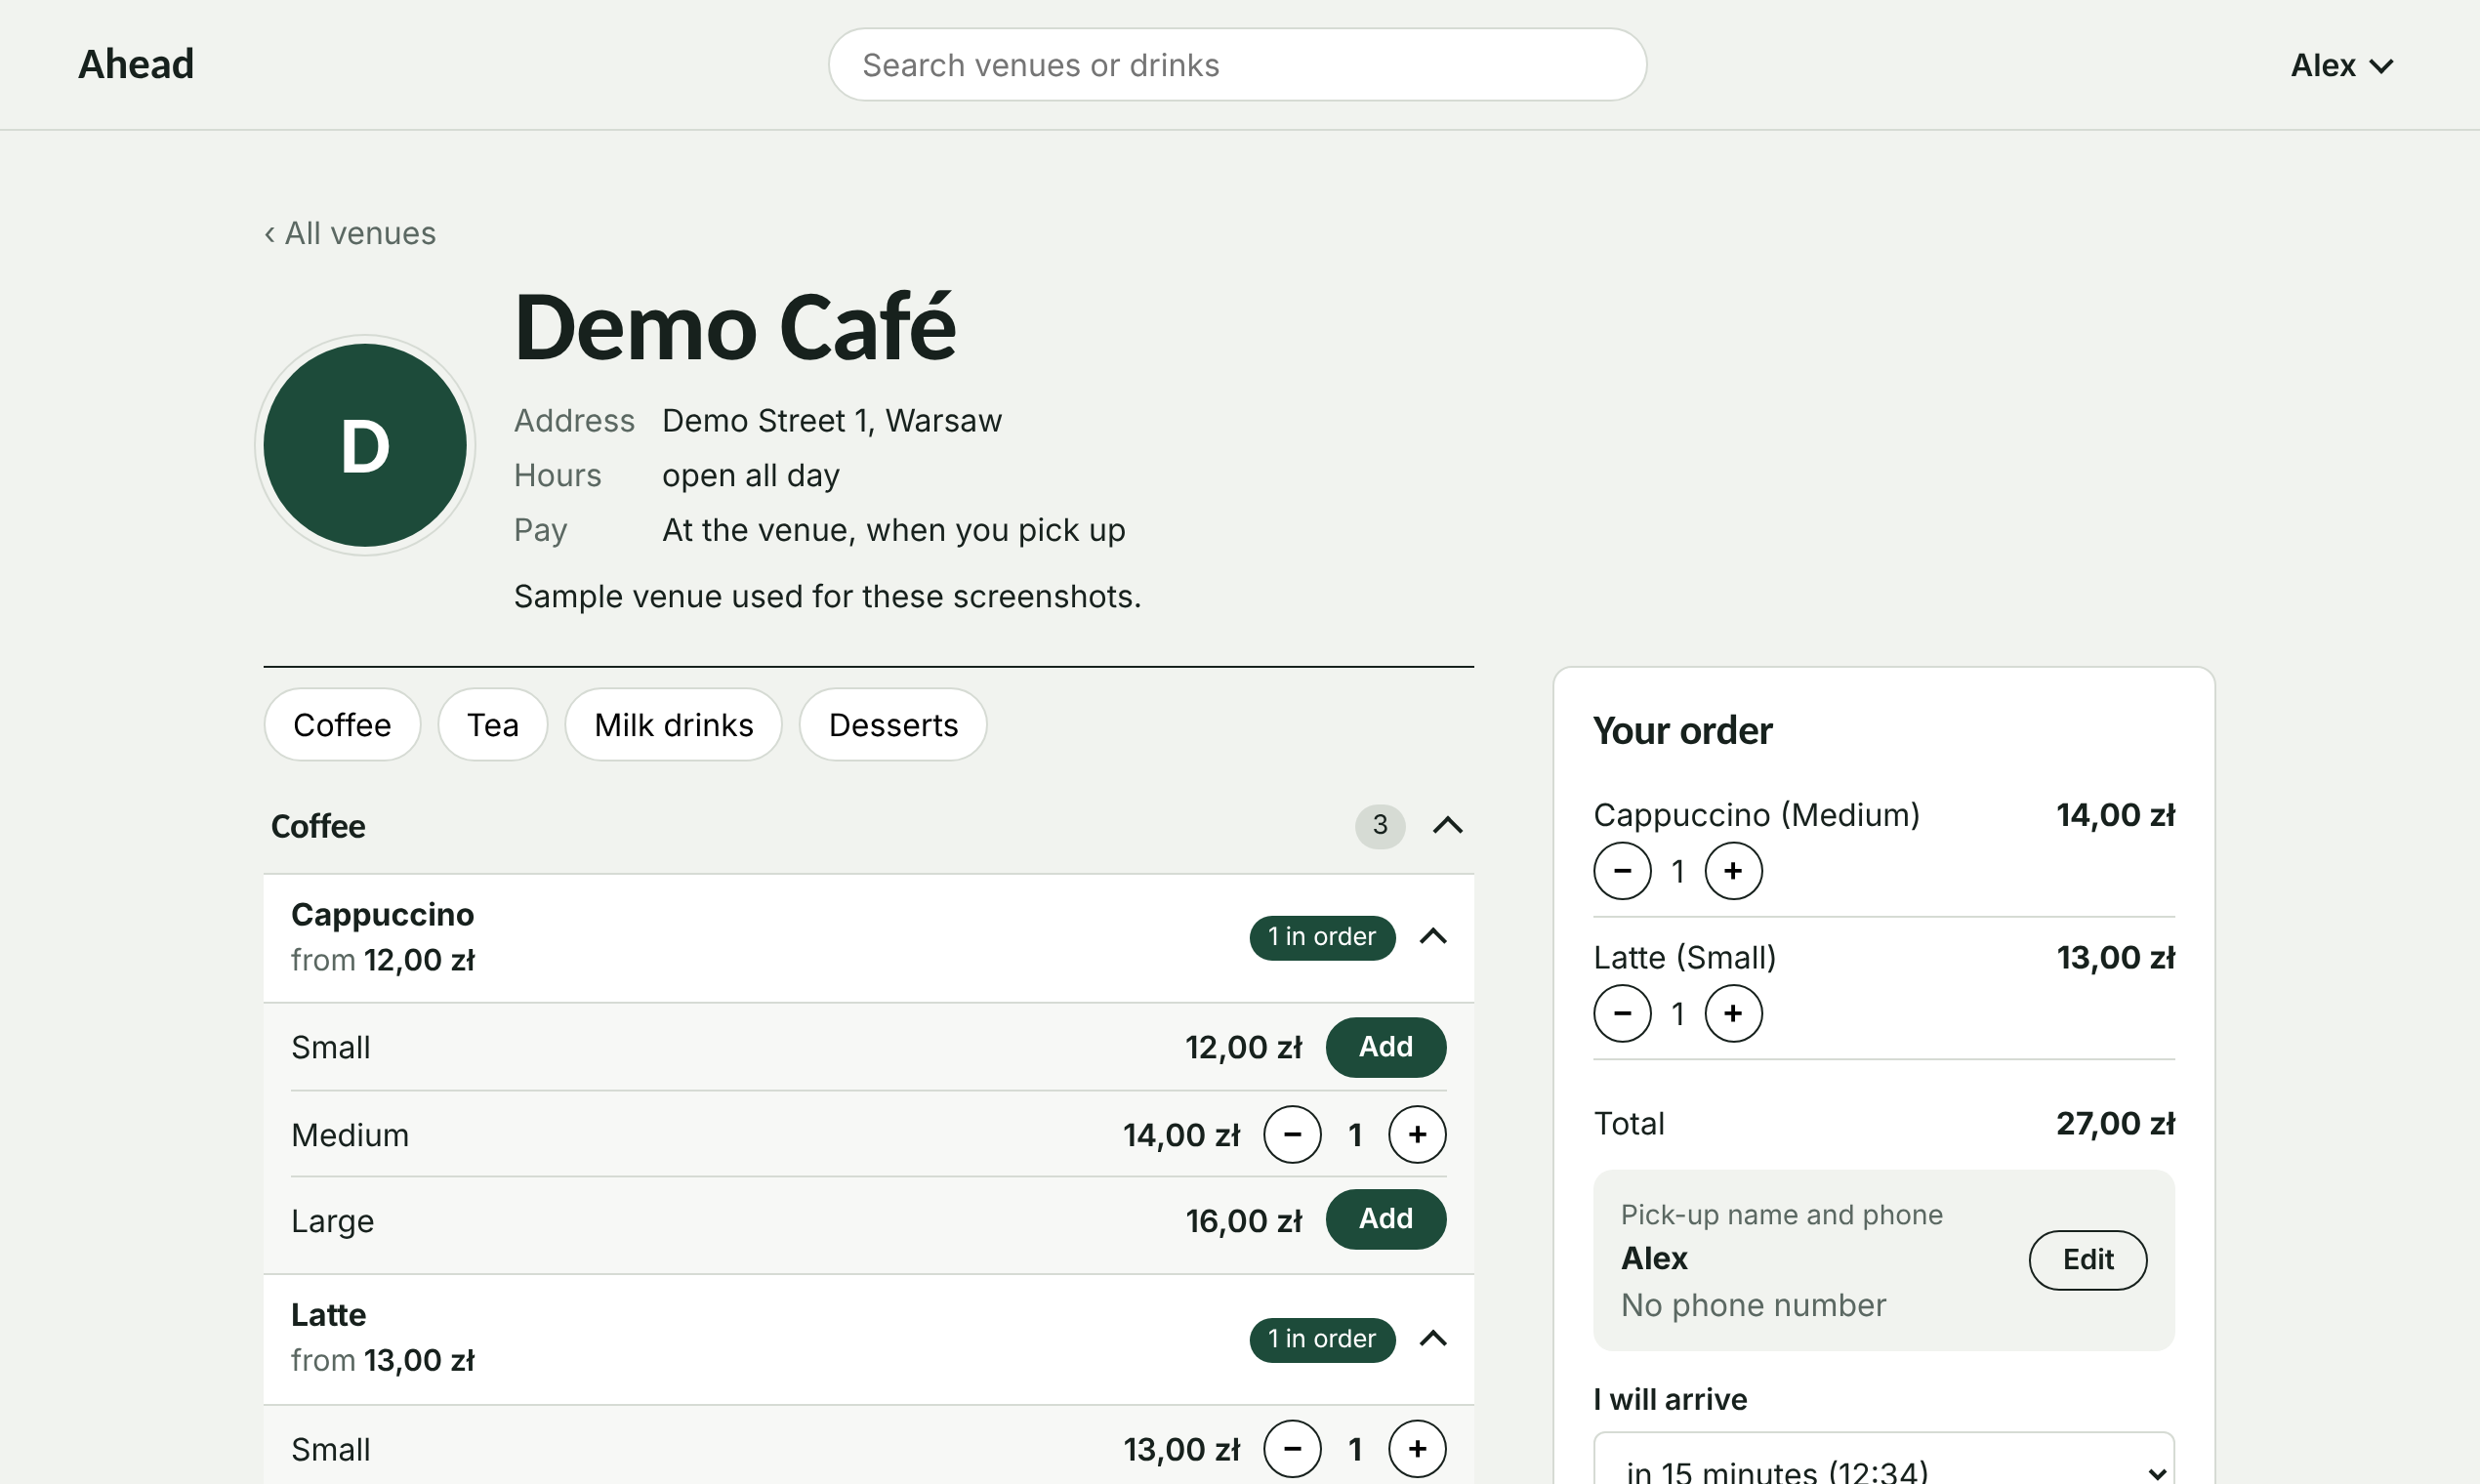 Ahead
Search venues or drinks
Alex
‹ All venues
Demo Café
D
Address Demo Street 1, Warsaw
Hours open all day
Pay At the venue, when you pick up
Sample venue used for these screenshots.
Coffee Tea Milk drinks Desserts
Coffee 3
Cappuccino
from 12,00 zł
1 in order
Small 12,00 zł Add
Medium 14,00 zł − 1 +
Large 16,00 zł Add
Latte
from 13,00 zł
1 in order
Small 13,00 zł − 1 +
Your order
Cappuccino (Medium) 14,00 zł
− 1 +
Latte (Small) 13,00 zł
− 1 +
Total 27,00 zł
Pick-up name and phone
Alex
No phone number
Edit
I will arrive
in 15 minutes (12:34)